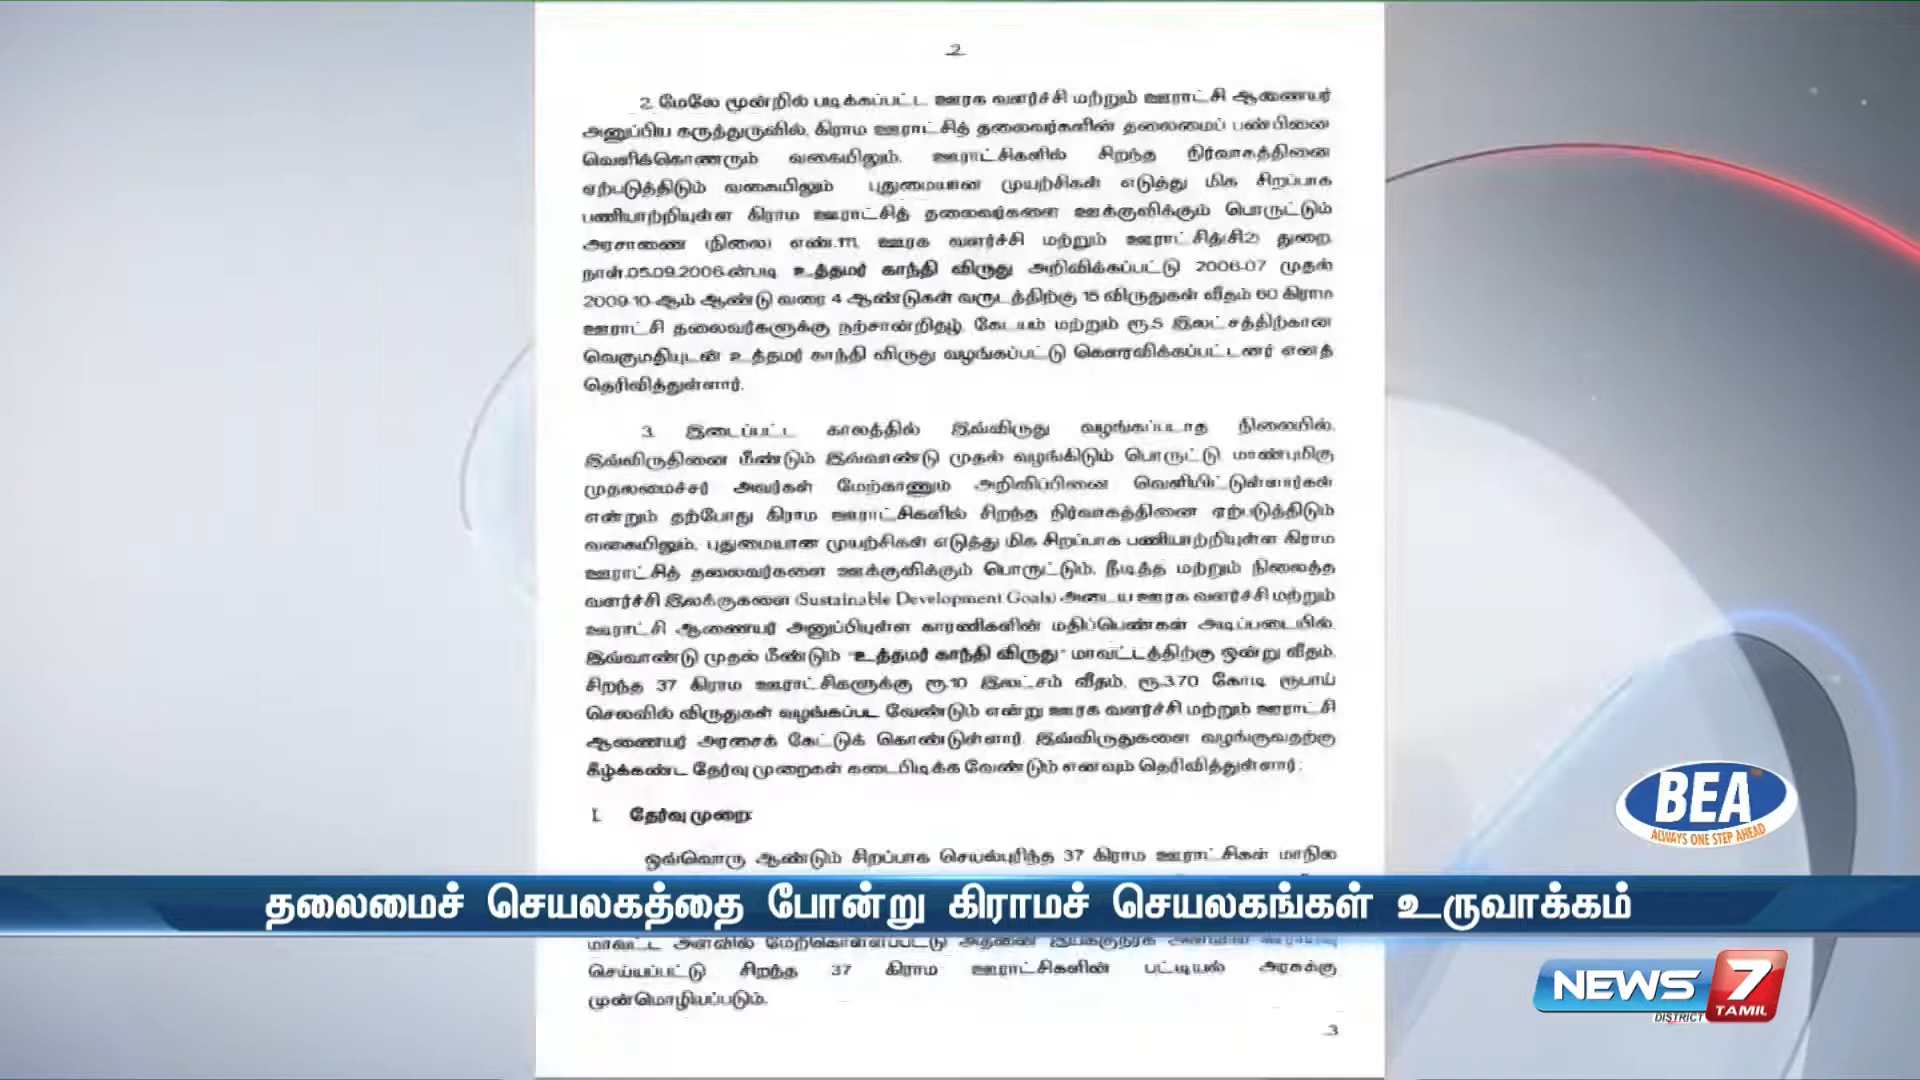 2
2. மேலே மூன்றில் படிக்கப்பட்ட ஊரக வளர்ச்சி மற்றும் ஊராட்சி ஆணையர்
அனுப்பிய கருத்துருவில், கிராம ஊராட்சித் தலைவர்களின் தலைமைப் பண்பினை
வெளிக்கொணரும் வகையிலும், ஊராட்சிகளில் சிறந்த நிர்வாகத்தினை
ஏற்படுத்திடும் வகையிலும் புதுமையான முயற்சிகள் எடுத்து மிக சிறப்பாக
பணியாற்றியுள்ள கிராம ஊராட்சித் தலைவர்களை ஊக்குவிக்கும் பொருட்டும்
அரசாணை (நிலை) எண்.111, ஊரக வளர்ச்சி மற்றும் ஊராட்சித்(சி2) துறை,
நாள்.05.09.2006-ன்படி உத்தமர் காந்தி விருது அறிவிக்கப்பட்டு 2006-07 முதல்
2009-10-ஆம் ஆண்டு வரை 4 ஆண்டுகள் வருடத்திற்கு 15 விருதுகள் வீதம் 60 கிராம
ஊராட்சி தலைவர்களுக்கு நற்சான்றிதழ், கேடயம் மற்றும் ரூ.5 இலட்சத்திற்கான
வெகுமதியுடன் உத்தமர் காந்தி விருது வழங்கப்பட்டு கௌரவிக்கப்பட்டனர் எனத்
தெரிவித்துள்ளார்.
3. இடைப்பட்ட காலத்தில் இவ்விருது வழங்கப்படாத நிலையில்,
இவ்விருதினை மீண்டும் இவ்வாண்டு முதல் வழங்கிடும் பொருட்டு மாண்புமிகு
முதலமைச்சர் அவர்கள் மேற்காணும் அறிவிப்பினை வெளியிட்டுள்ளார்கள்
என்றும் தற்போது கிராம ஊராட்சிகளில் சிறந்த நிர்வாகத்தினை ஏற்படுத்திடும்
வகையிலும், புதுமையான முயற்சிகள் எடுத்து மிக சிறப்பாக பணியாற்றியுள்ள கிராம
ஊராட்சித் தலைவர்களை ஊக்குவிக்கும் பொருட்டும், நீடித்த மற்றும் நிலைத்த
வளர்ச்சி இலக்குகளை (Sustainable Development Goals) அடைய ஊரக வளர்ச்சி மற்றும்
ஊராட்சி ஆணையர் அனுப்பியுள்ள காரணிகளின் மதிப்பெண்கள் அடிப்படையில்,
இவ்வாண்டு முதல் மீண்டும் "உத்தமர் காந்தி விருது" மாவட்டத்திற்கு ஒன்று வீதம்,
சிறந்த 37 கிராம ஊராட்சிகளுக்கு ரூ.10 இலட்சம் வீதம், ரூ.3.70 கோடி ரூபாய்
செலவில் விருதுகள் வழங்கப்பட வேண்டும் என்று ஊரக வளர்ச்சி மற்றும் ஊராட்சி
ஆணையர் அரசைக் கேட்டுக் கொண்டுள்ளார். இவ்விருதுகளை வழங்குவதற்கு
கீழ்க்கண்ட தேர்வு முறைகள் கடைபிடிக்க வேண்டும் எனவும் தெரிவித்துள்ளார்:
I. தேர்வு முறை:
ஒவ்வொரு ஆண்டும் சிறப்பாக செயல்புரிந்த 37 கிராம ஊராட்சிகள் மாநில
BEA
ALWAYS ONE STEP AHEAD
தலைமைச் செயலகத்தை போன்று கிராமச் செயலகங்கள் உருவாக்கம்
மாவட்ட அளவில் மேற்கொள்ளப்பட்டு அதனை
செய்யப்பட்டு சிறந்த 37 கிராம ஊராட்சிகளின் பட்டியல் அரசுக்கு
முன்மொழியப்படும்.
3
NEWS 7
TAMIL
DISTRICT